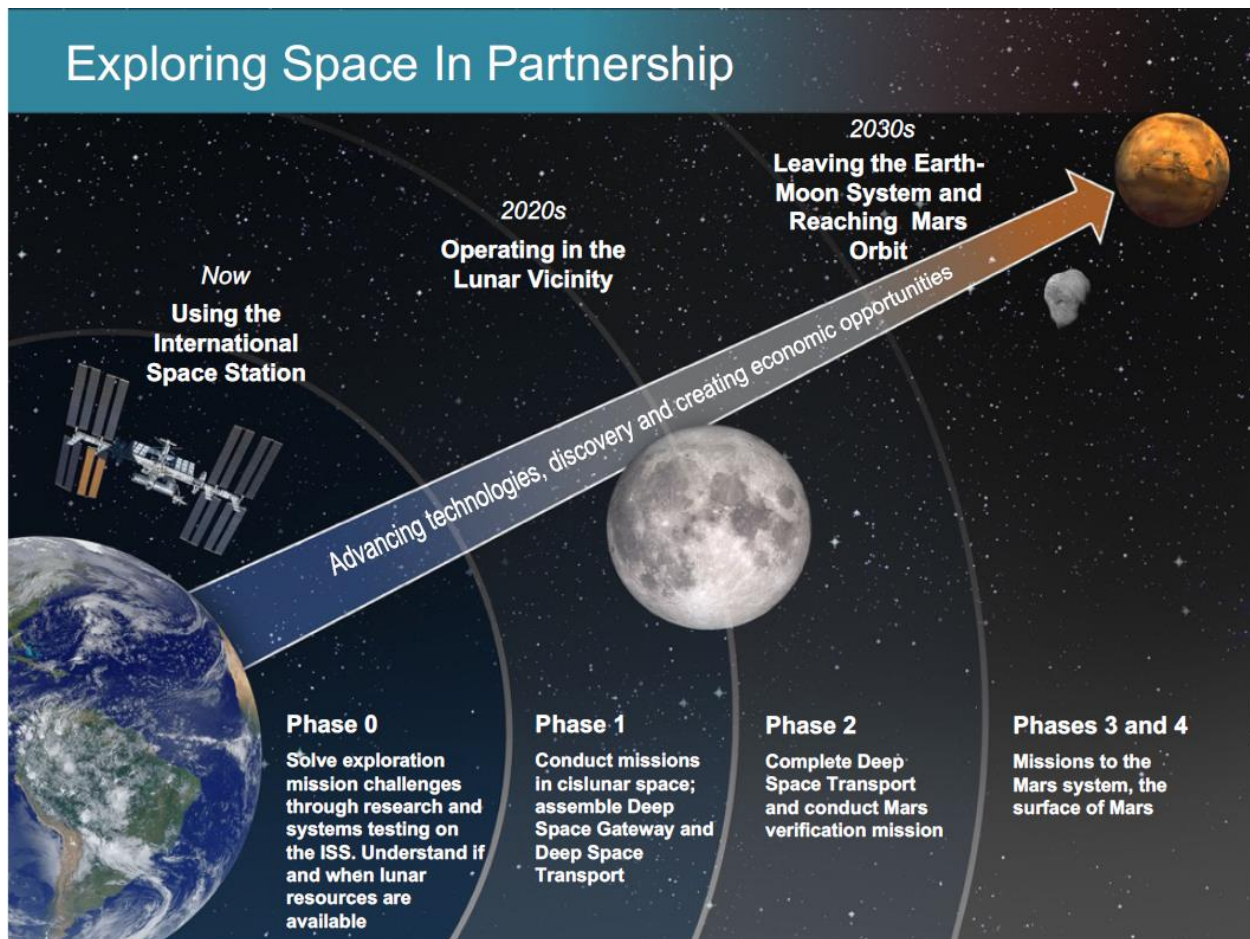 Exploring Space In Partnership
Now
Using the
International
Space Station
2020s
Operating in the
Lunar Vicinity
2030s
Leaving the Earth-
Moon System and
Reaching Mars
Orbit
Advancing technologies, discovery and creating economic opportunities
Phase 0
Solve exploration
mission challenges
through research and
systems testing on
the ISS. Understand if
and when lunar
resources are
available
Phase 1
Conduct missions
in cislunar space;
assemble Deep
Space Gateway and
Deep Space
Transport
Phase 2
Complete Deep
Space Transport
and conduct Mars
verification mission
Phases 3 and 4
Missions to the
Mars system, the
surface of Mars